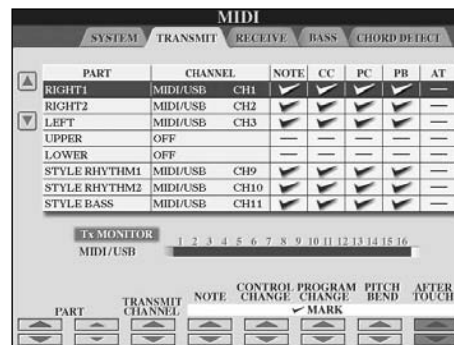 MIDI
SYSTEM TRANSMIT RECEIVE BASS CHORD DETECT
PART CHANNEL NOTE CC PC PB AT
RIGHT1 MIDI/USB CH1 ✓ ✓ ✓ ✓ —
RIGHT2 MIDI/USB CH2 ✓ ✓ ✓ ✓ —
LEFT MIDI/USB CH3 ✓ ✓ ✓ ✓ —
UPPER OFF — — — — —
LOWER OFF — — — — —
STYLE RHYTHM1 MIDI/USB CH9 ✓ ✓ ✓ ✓ —
STYLE RHYTHM2 MIDI/USB CH10 ✓ ✓ ✓ ✓ —
STYLE BASS MIDI/USB CH11 ✓ ✓ ✓ ✓ —
Tx MONITOR 1 2 3 4 5 6 7 8 9 10 11 12 13 14 15 16
MIDI/USB
PART TRANSMIT CHANNEL NOTE CONTROL CHANGE PROGRAM CHANGE PITCH BEND AFTER TOUCH
✓ MARK